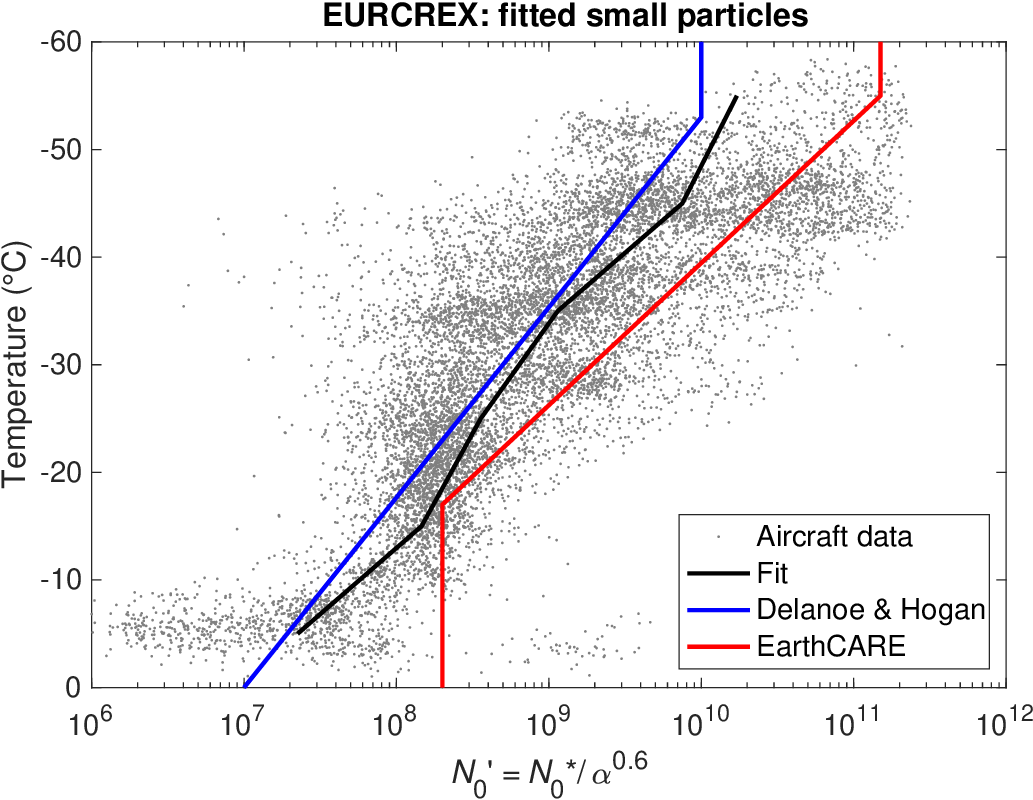 EURCREX: fitted small particles
-60
-50
-40
-30
-20
-10
0
Temperature (°C)
10^6
10^7
10^8
10^9
10^10
10^11
10^12
N_0' = N_0*/α^0.6
Aircraft data
Fit
Delanoe & Hogan
EarthCARE